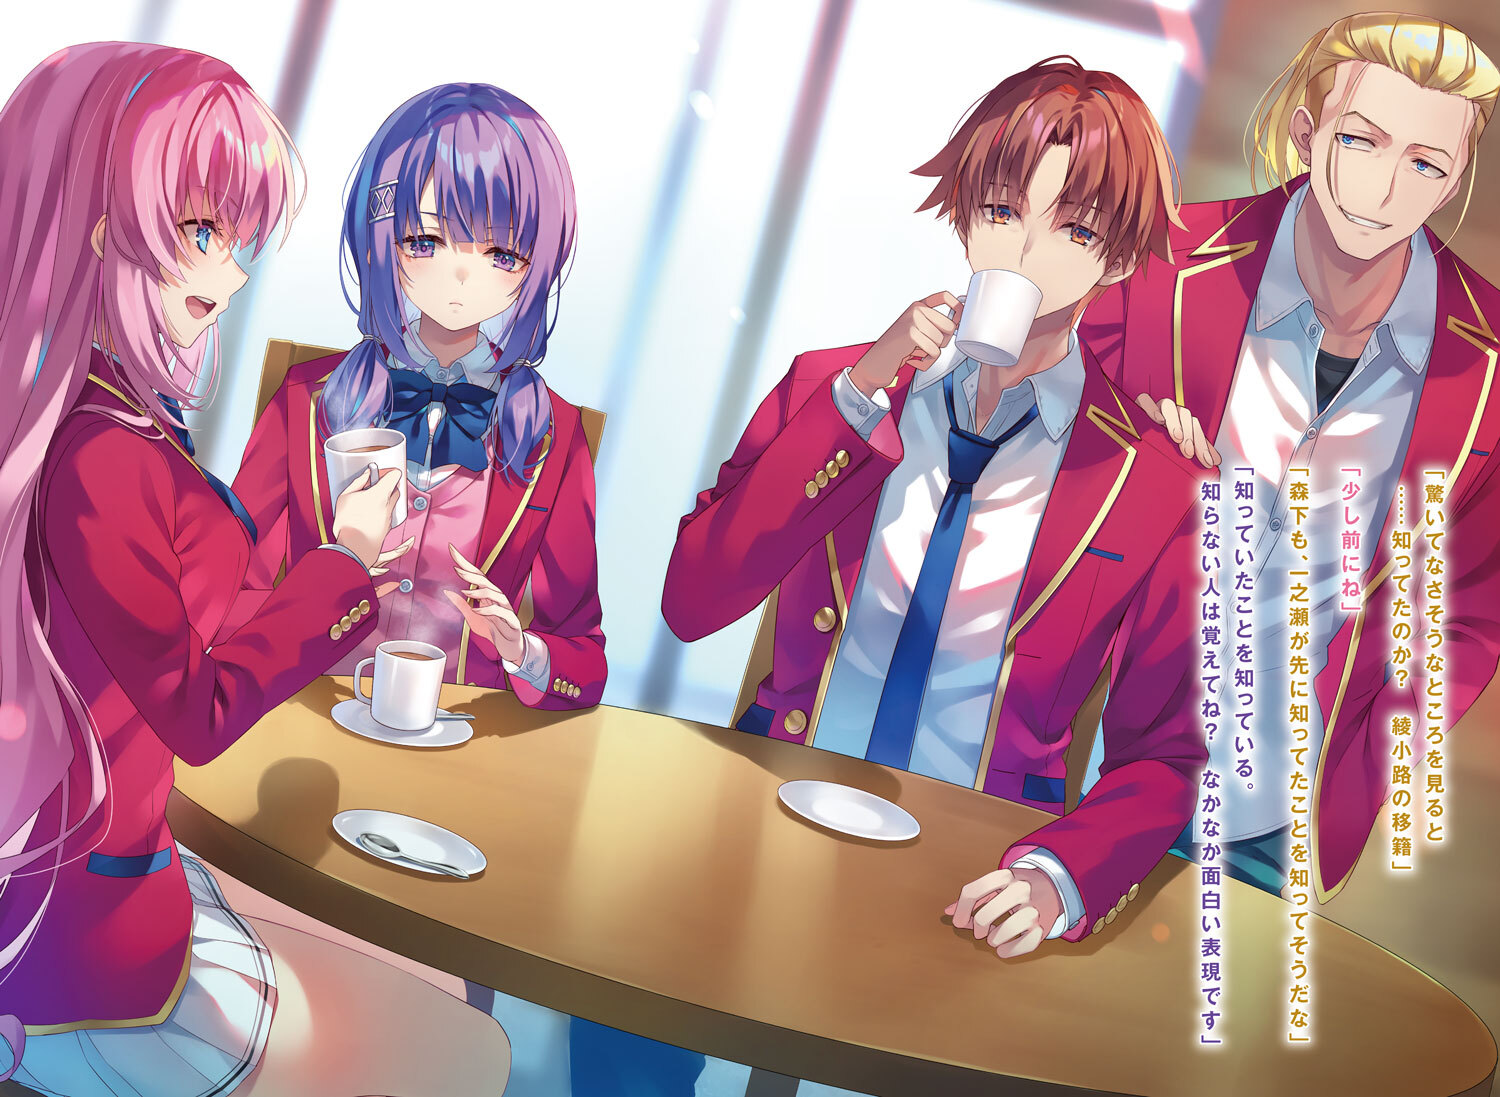 「驚いてなさそうなところを見ると
……知ってたのか？　綾小路の移籍」
「少し前にね」
「森下も、一之瀬が先に知ってたことを知ってそうだな」
「知っていたことを知っている。
知らない人は覚えてね？　なかなか面白い表現です」